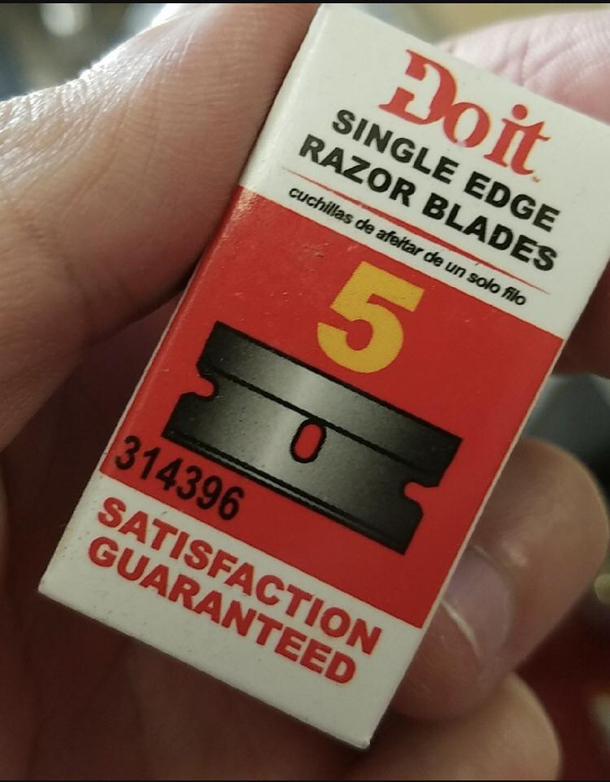 Do it
SINGLE EDGE
RAZOR BLADES
cuchillas de afeitar de un solo filo
5
314396
SATISFACTION
GUARANTEED